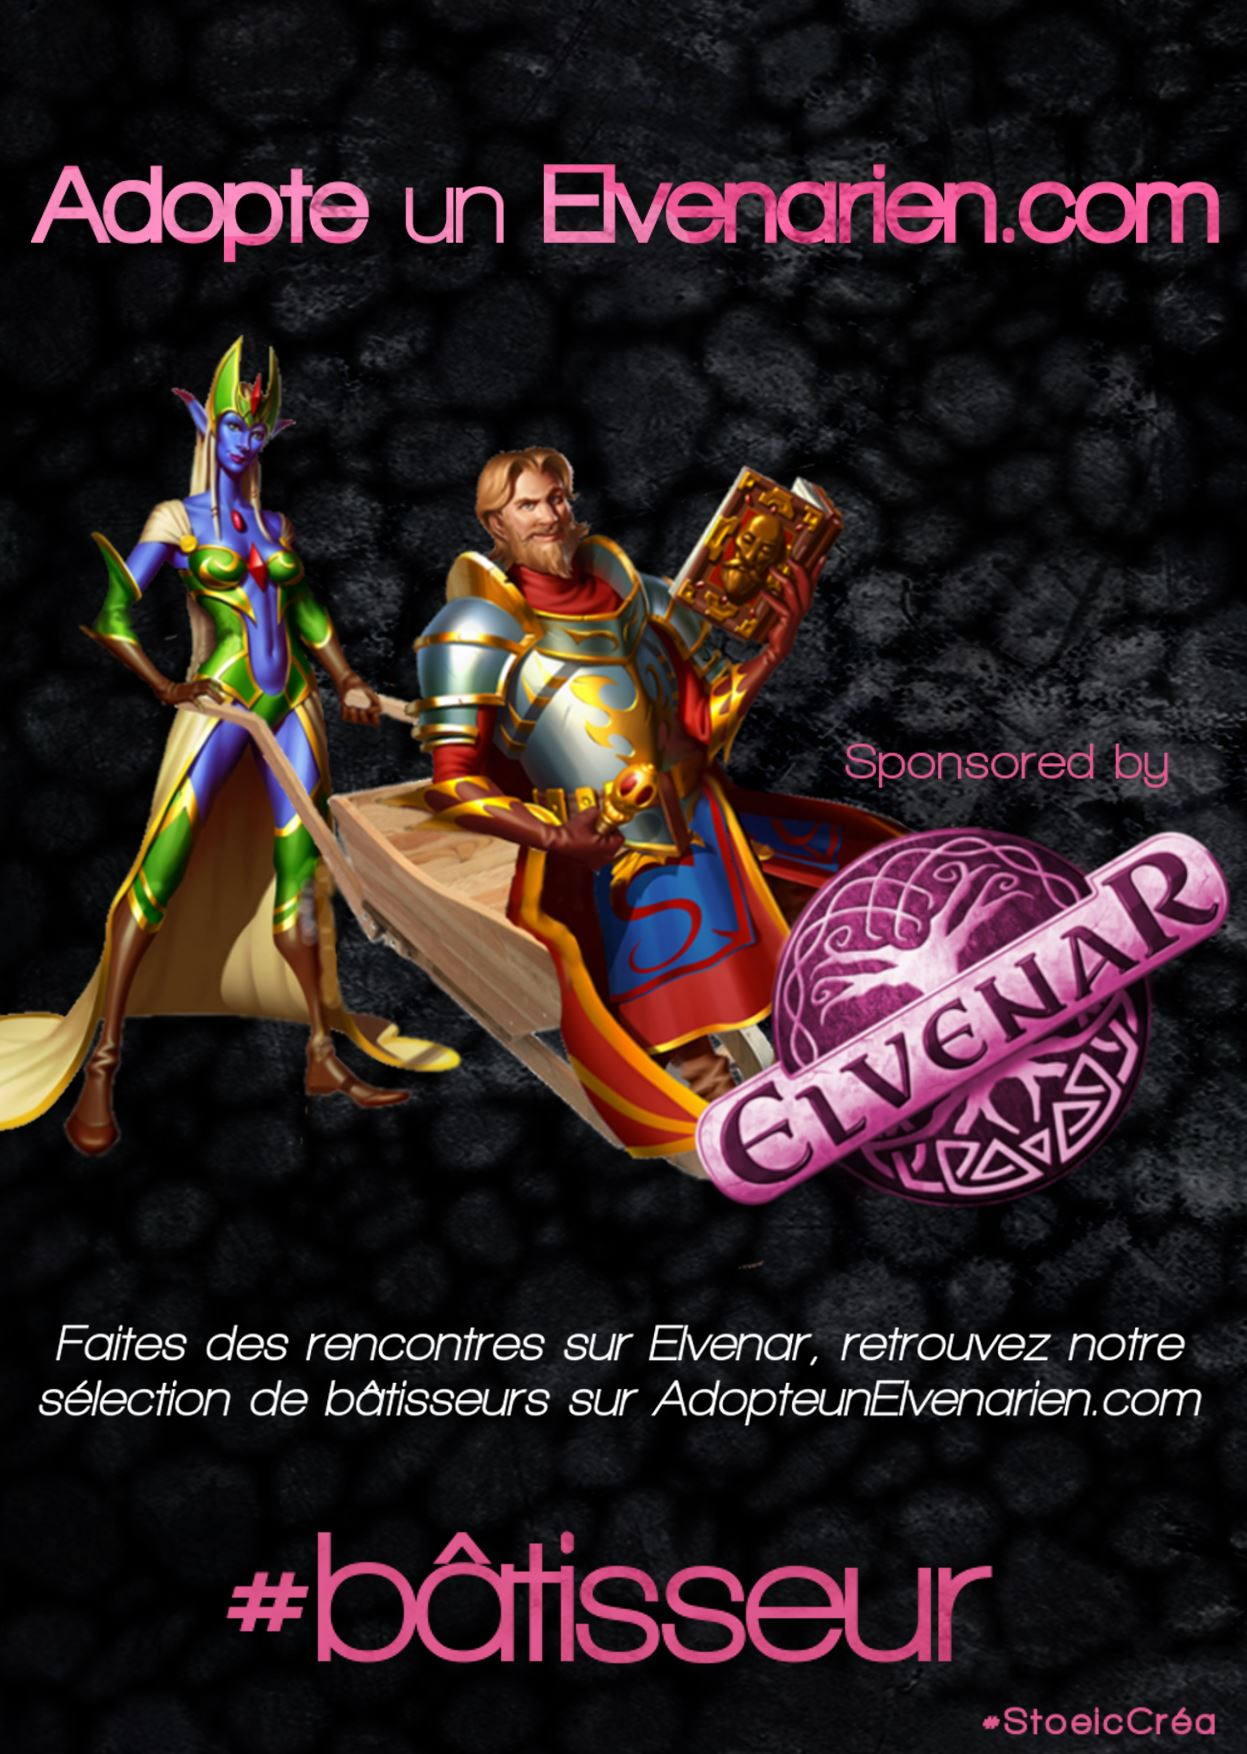 Adopte un Elvenarien.com
Sponsored by
ELVENAR
Faites des rencontres sur Elvenar, retrouvez notre
sélection de bâtisseurs sur AdopteunElvenarien.com
#bâtisseur
#StoeicCréa